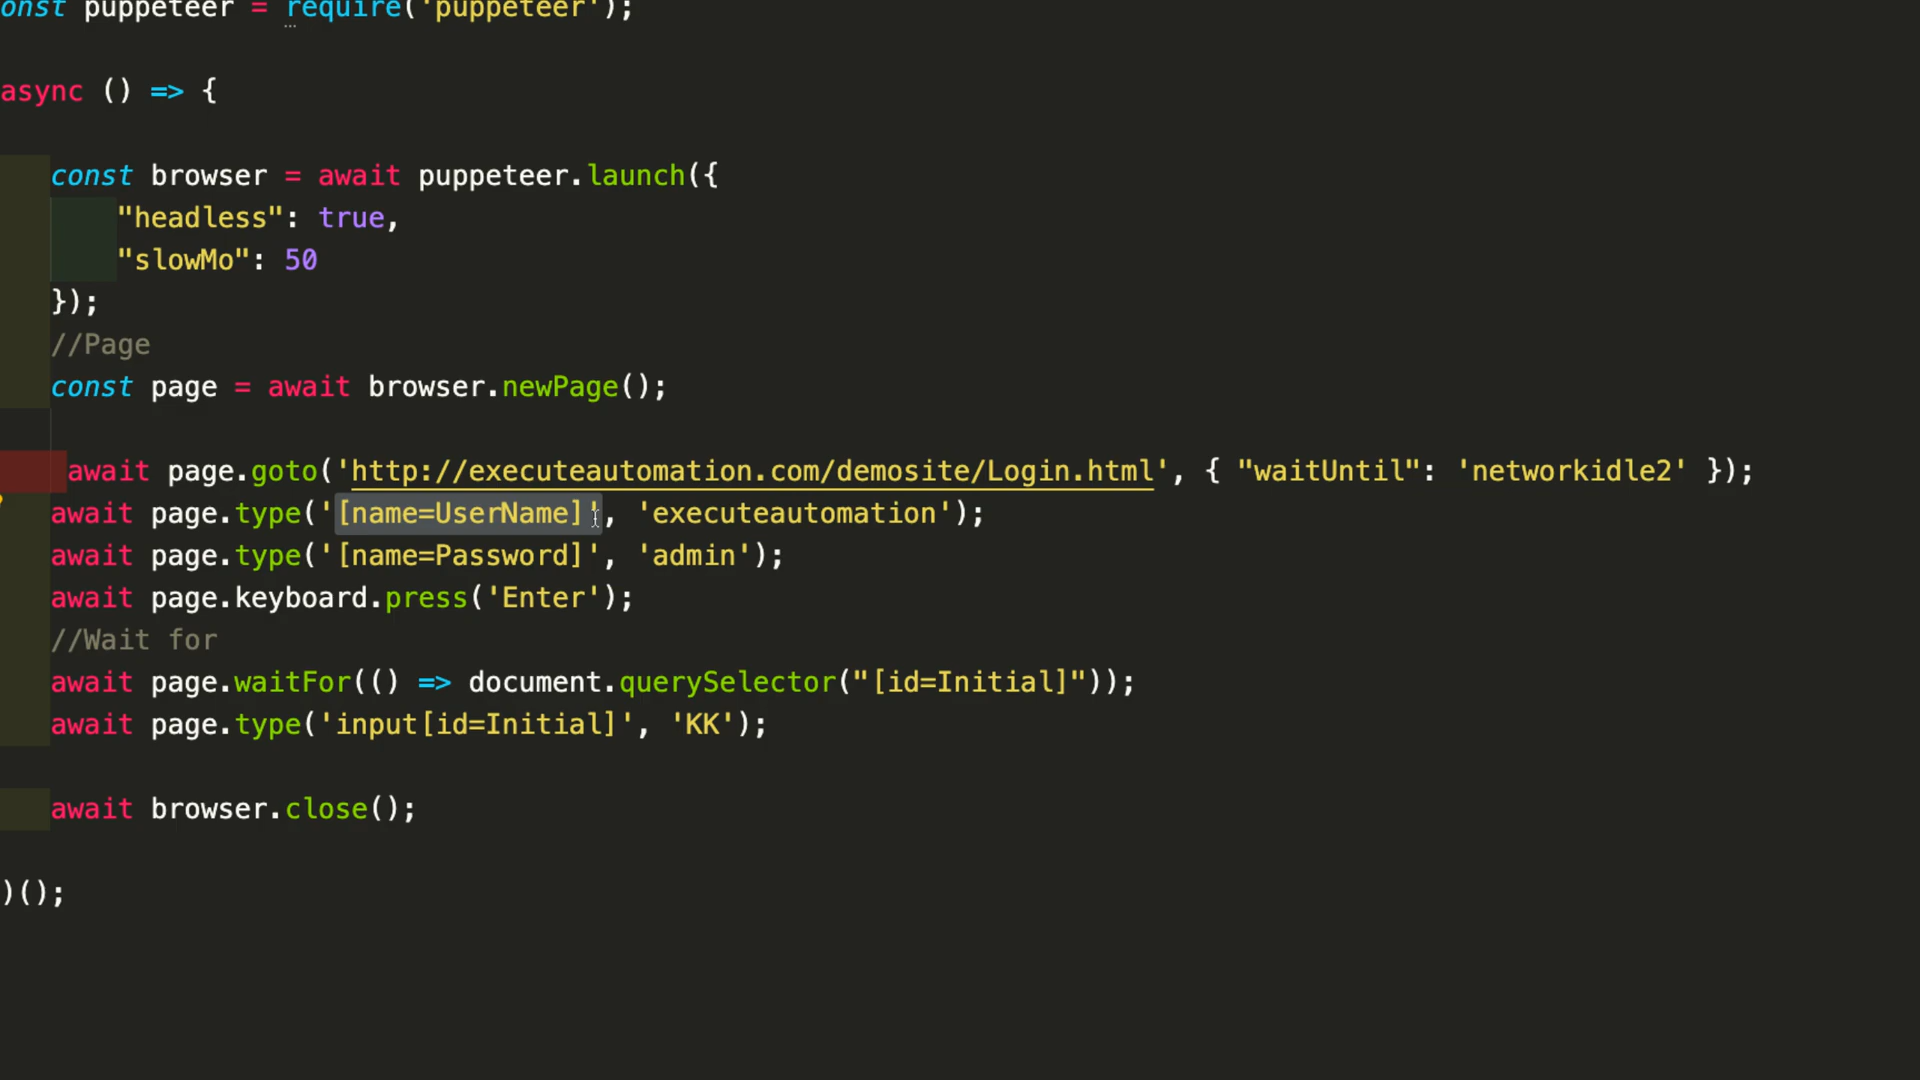 onst puppeteer = require('puppeteer');
async () => {
const browser = await puppeteer.launch({
"headless": true,
"slowMo": 50
});
//Page
const page = await browser.newPage();
await page.goto('http://executeautomation.com/demosite/Login.html', { "waitUntil": 'networkidle2' });
await page.type('[name=UserName]', 'executeautomation');
await page.type('[name=Password]', 'admin');
await page.keyboard.press('Enter');
//Wait for
await page.waitFor(() => document.querySelector("[id=Initial]"));
await page.type('input[id=Initial]', 'KK');
await browser.close();
)();